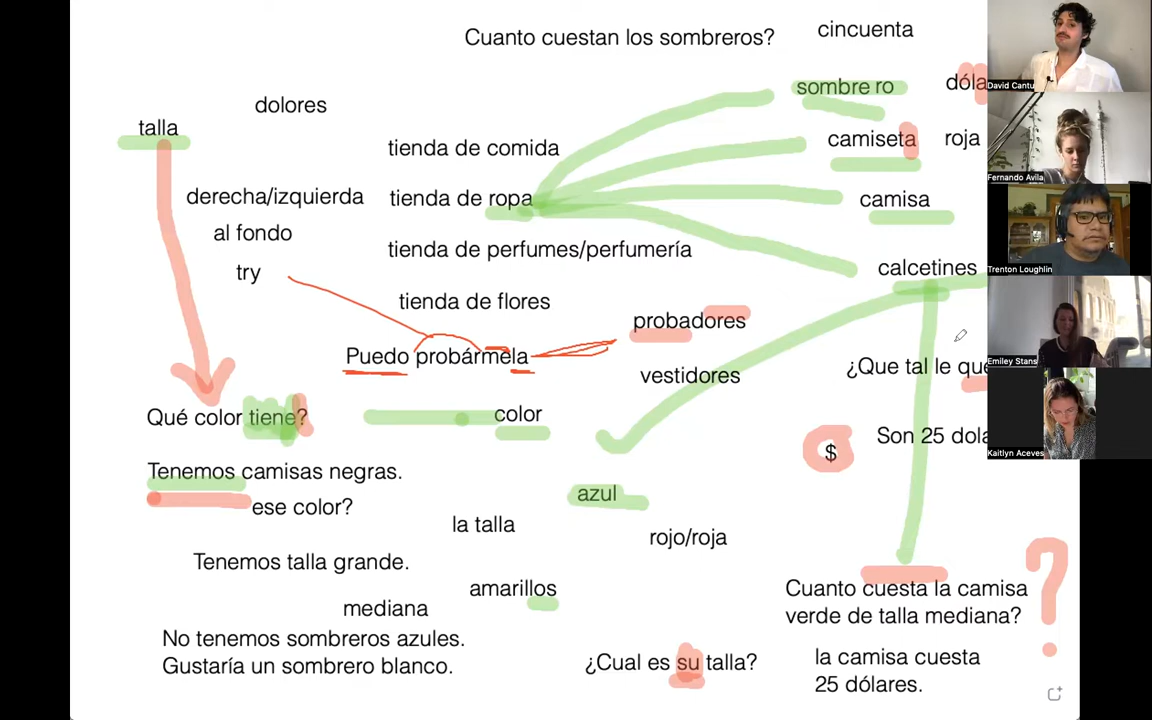 Cuanto cuestan los sombreros?
cincuenta
sombre ro
dóla
dolores
talla
tienda de comida
camiseta
roja
derecha/izquierda
tienda de ropa
camisa
al fondo
tienda de perfumes/perfumería
calcetines
try
tienda de flores
probadores
Puedo probármela
¿Que tal le que
vestidores
Qué color tiene?
color
$
Son 25 dola
Tenemos camisas negras.
azul
ese color?
la talla
rojo/roja
Tenemos talla grande.
amarillos
Cuanto cuesta la camisa
verde de talla mediana?
?
mediana
No tenemos sombreros azules.
Gustaría un sombrero blanco.
¿Cual es su talla?
la camisa cuesta
25 dólares.
David Cantu
Fernando Avila
Trenton Loughlin
Emiley Stans
Kaitlyn Aceves